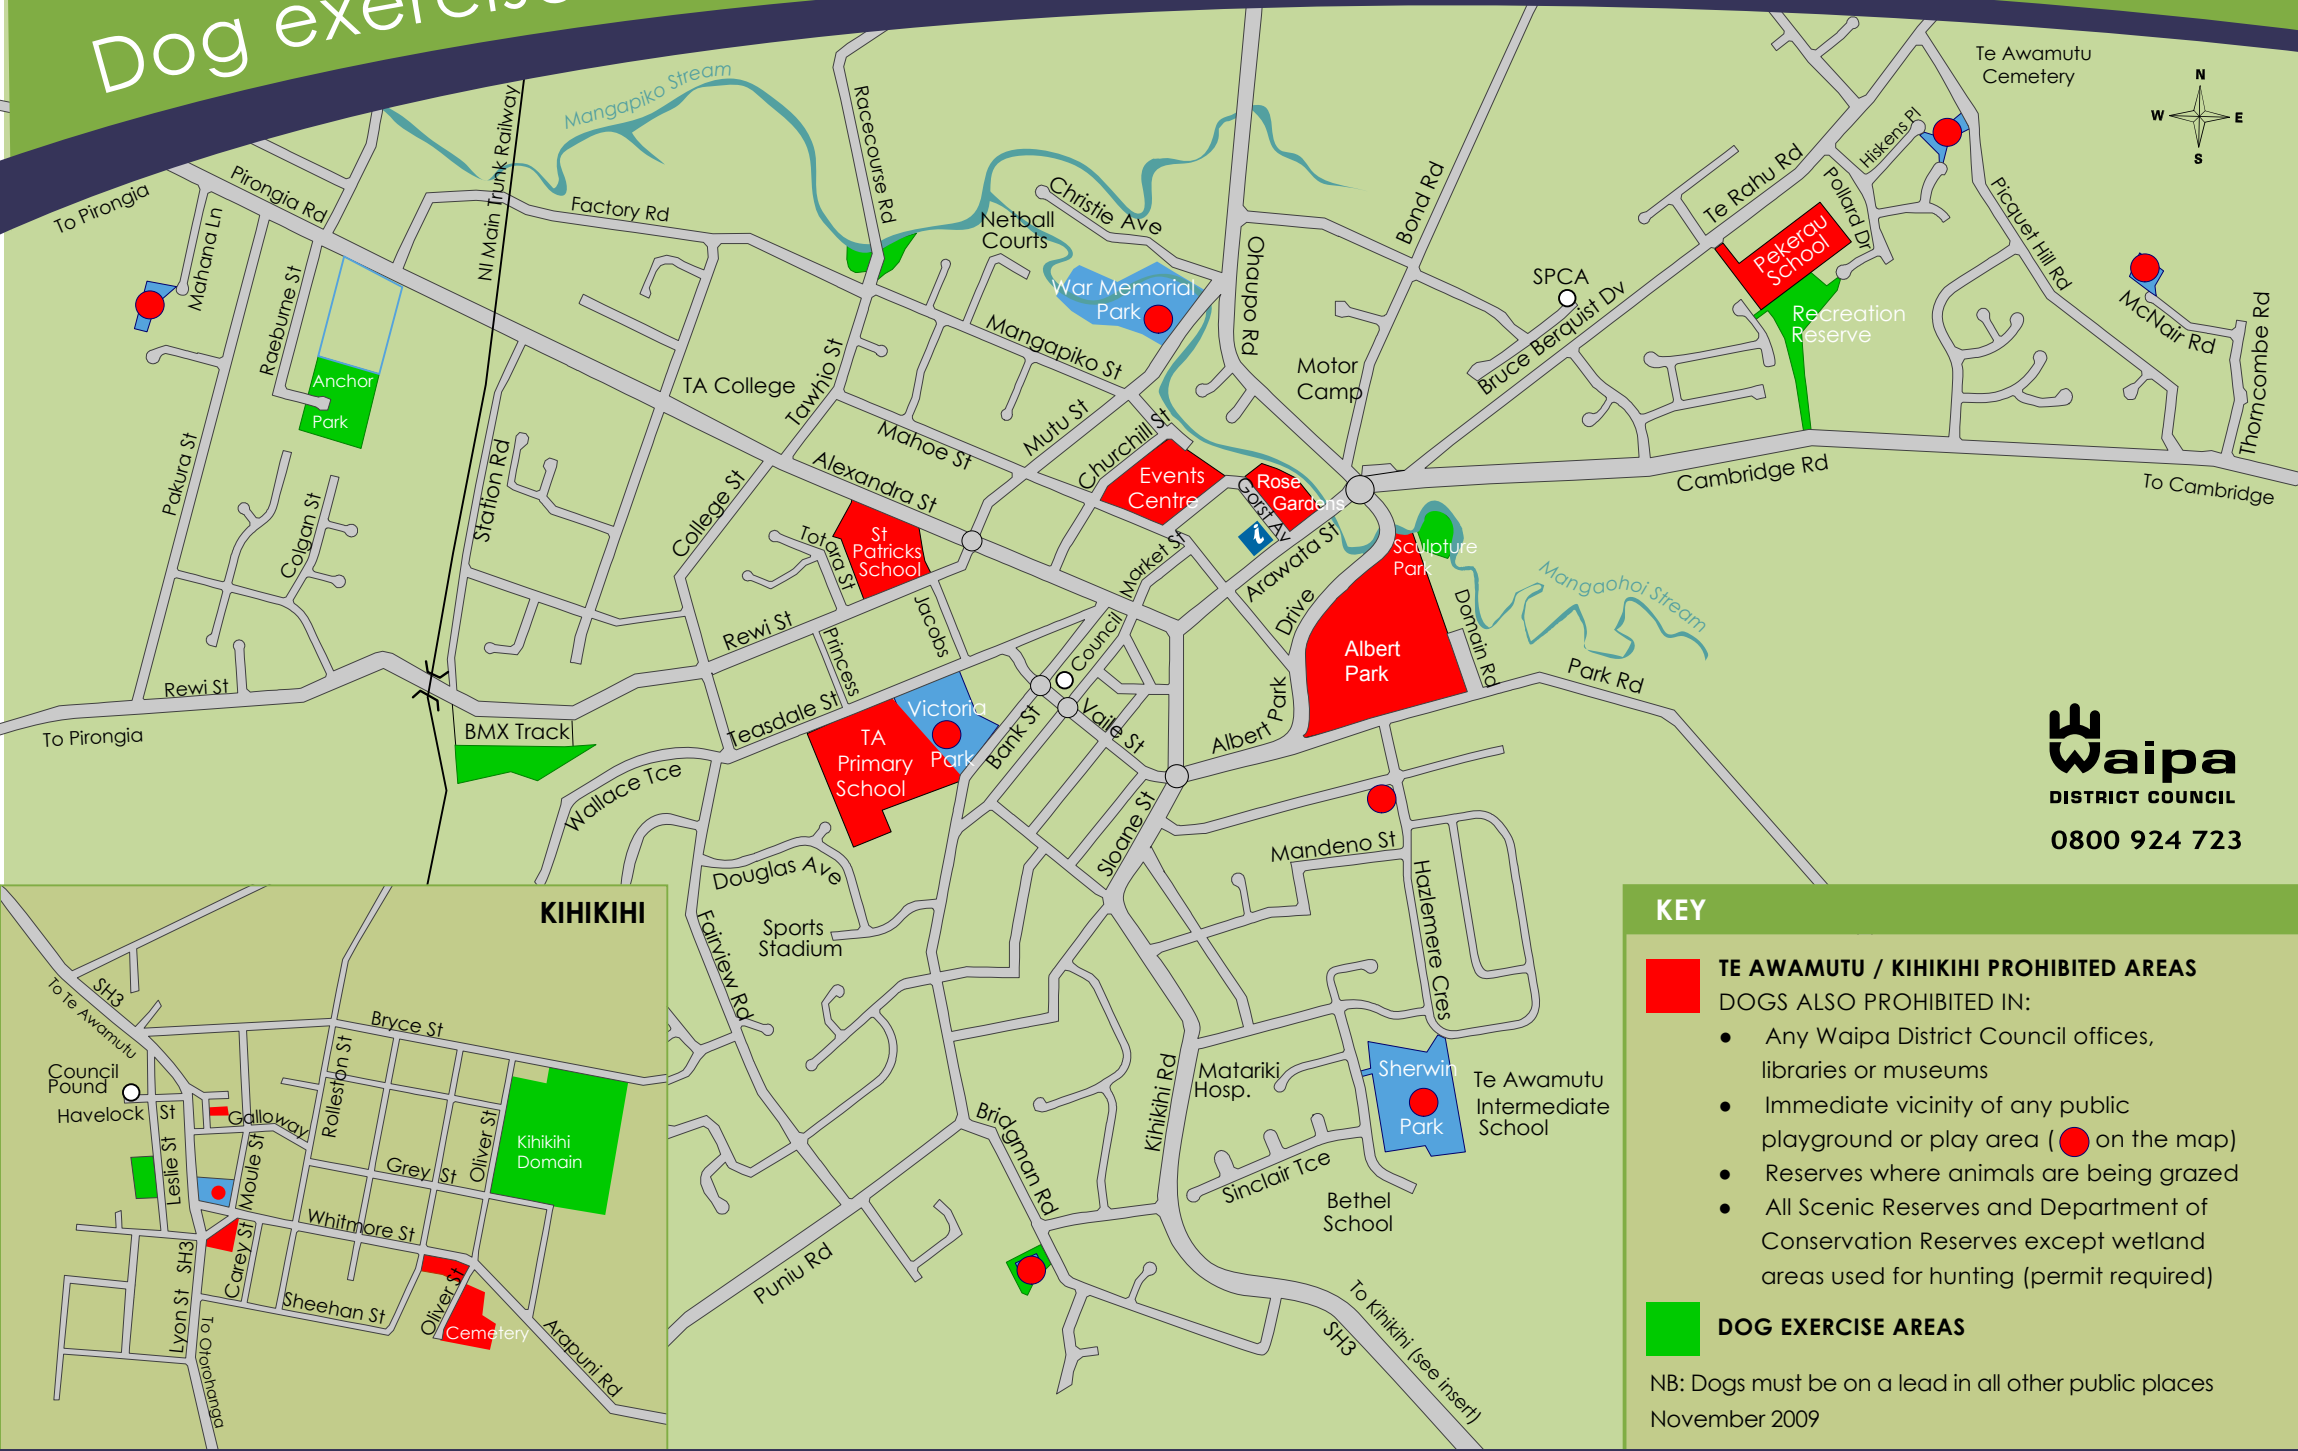 Dog exercise
To Pirongia
Pirongia Rd
Mahana Ln
Raeburne St
NI Main Trunk Railway
Mangapiko Stream
Factory Rd
Racecourse Rd
Netball
Courts
Christie Ave
War Memorial
Park
Ohaupo Rd
Bond Rd
Te Awamutu
Cemetery
N
W
E
S
Hiskens Pl
Te Rahu Rd
Pollard Dr
Picquet Hill Rd
Pekerau
School
Recreation
Reserve
McNair Rd
Thorncombe Rd
SPCA
Bruce Berquist Dv
Motor
Camp
Mangapiko St
Anchor
Park
TA College
Tawhio St
Mahoe St
Mutu St
Churchill St
Events
Centre
Rose
Gardens
Gorst Av
i
Cambridge Rd
To Cambridge
Pakura St
Colgan St
Station Rd
College St
Alexandra St
St
Patricks
School
Totara St
Market St
Arawata St
Sculpture
Park
Mangaohoi Stream
Domain Rd
Drive
Albert Park
Albert
Park
Park Rd
Rewi St
Rewi St
To Pirongia
Jacobs
Princess
Council
Teasdale St
Victoria
Park
Bank St
Vaile St
BMX Track
TA
Primary
School
Wallace Tce
Sloane St
Mandeno St
Hazlemere Cres
Douglas Ave
Sports
Stadium
Fairview Rd
Matariki
Hosp.
Kihikihi Rd
Sherwin
Park
Te Awamutu
Intermediate
School
Sinclair Tce
Bethel
School
Bridgman Rd
Puniu Rd
To Kihikihi (see insert)
SH3
Waipa
DISTRICT COUNCIL
0800 924 723
KIHIKIHI
SH3
To Te Awamutu
Bryce St
Council
Pound
Havelock St
Galloway
Rolleston St
Leslie St
Moule St
Grey St
Oliver St
Kihikihi
Domain
Whitmore St
SH3
Carey St
Lyon St
Sheehan St
Oliver St
Cemetery
Arapuni Rd
To Otorohanga
KEY
TE AWAMUTU / KIHIKIHI PROHIBITED AREAS
DOGS ALSO PROHIBITED IN:
● Any Waipa District Council offices,
libraries or museums
● Immediate vicinity of any public
playground or play area ( on the map)
● Reserves where animals are being grazed
● All Scenic Reserves and Department of
Conservation Reserves except wetland
areas used for hunting (permit required)
DOG EXERCISE AREAS
NB: Dogs must be on a lead in all other public places
November 2009